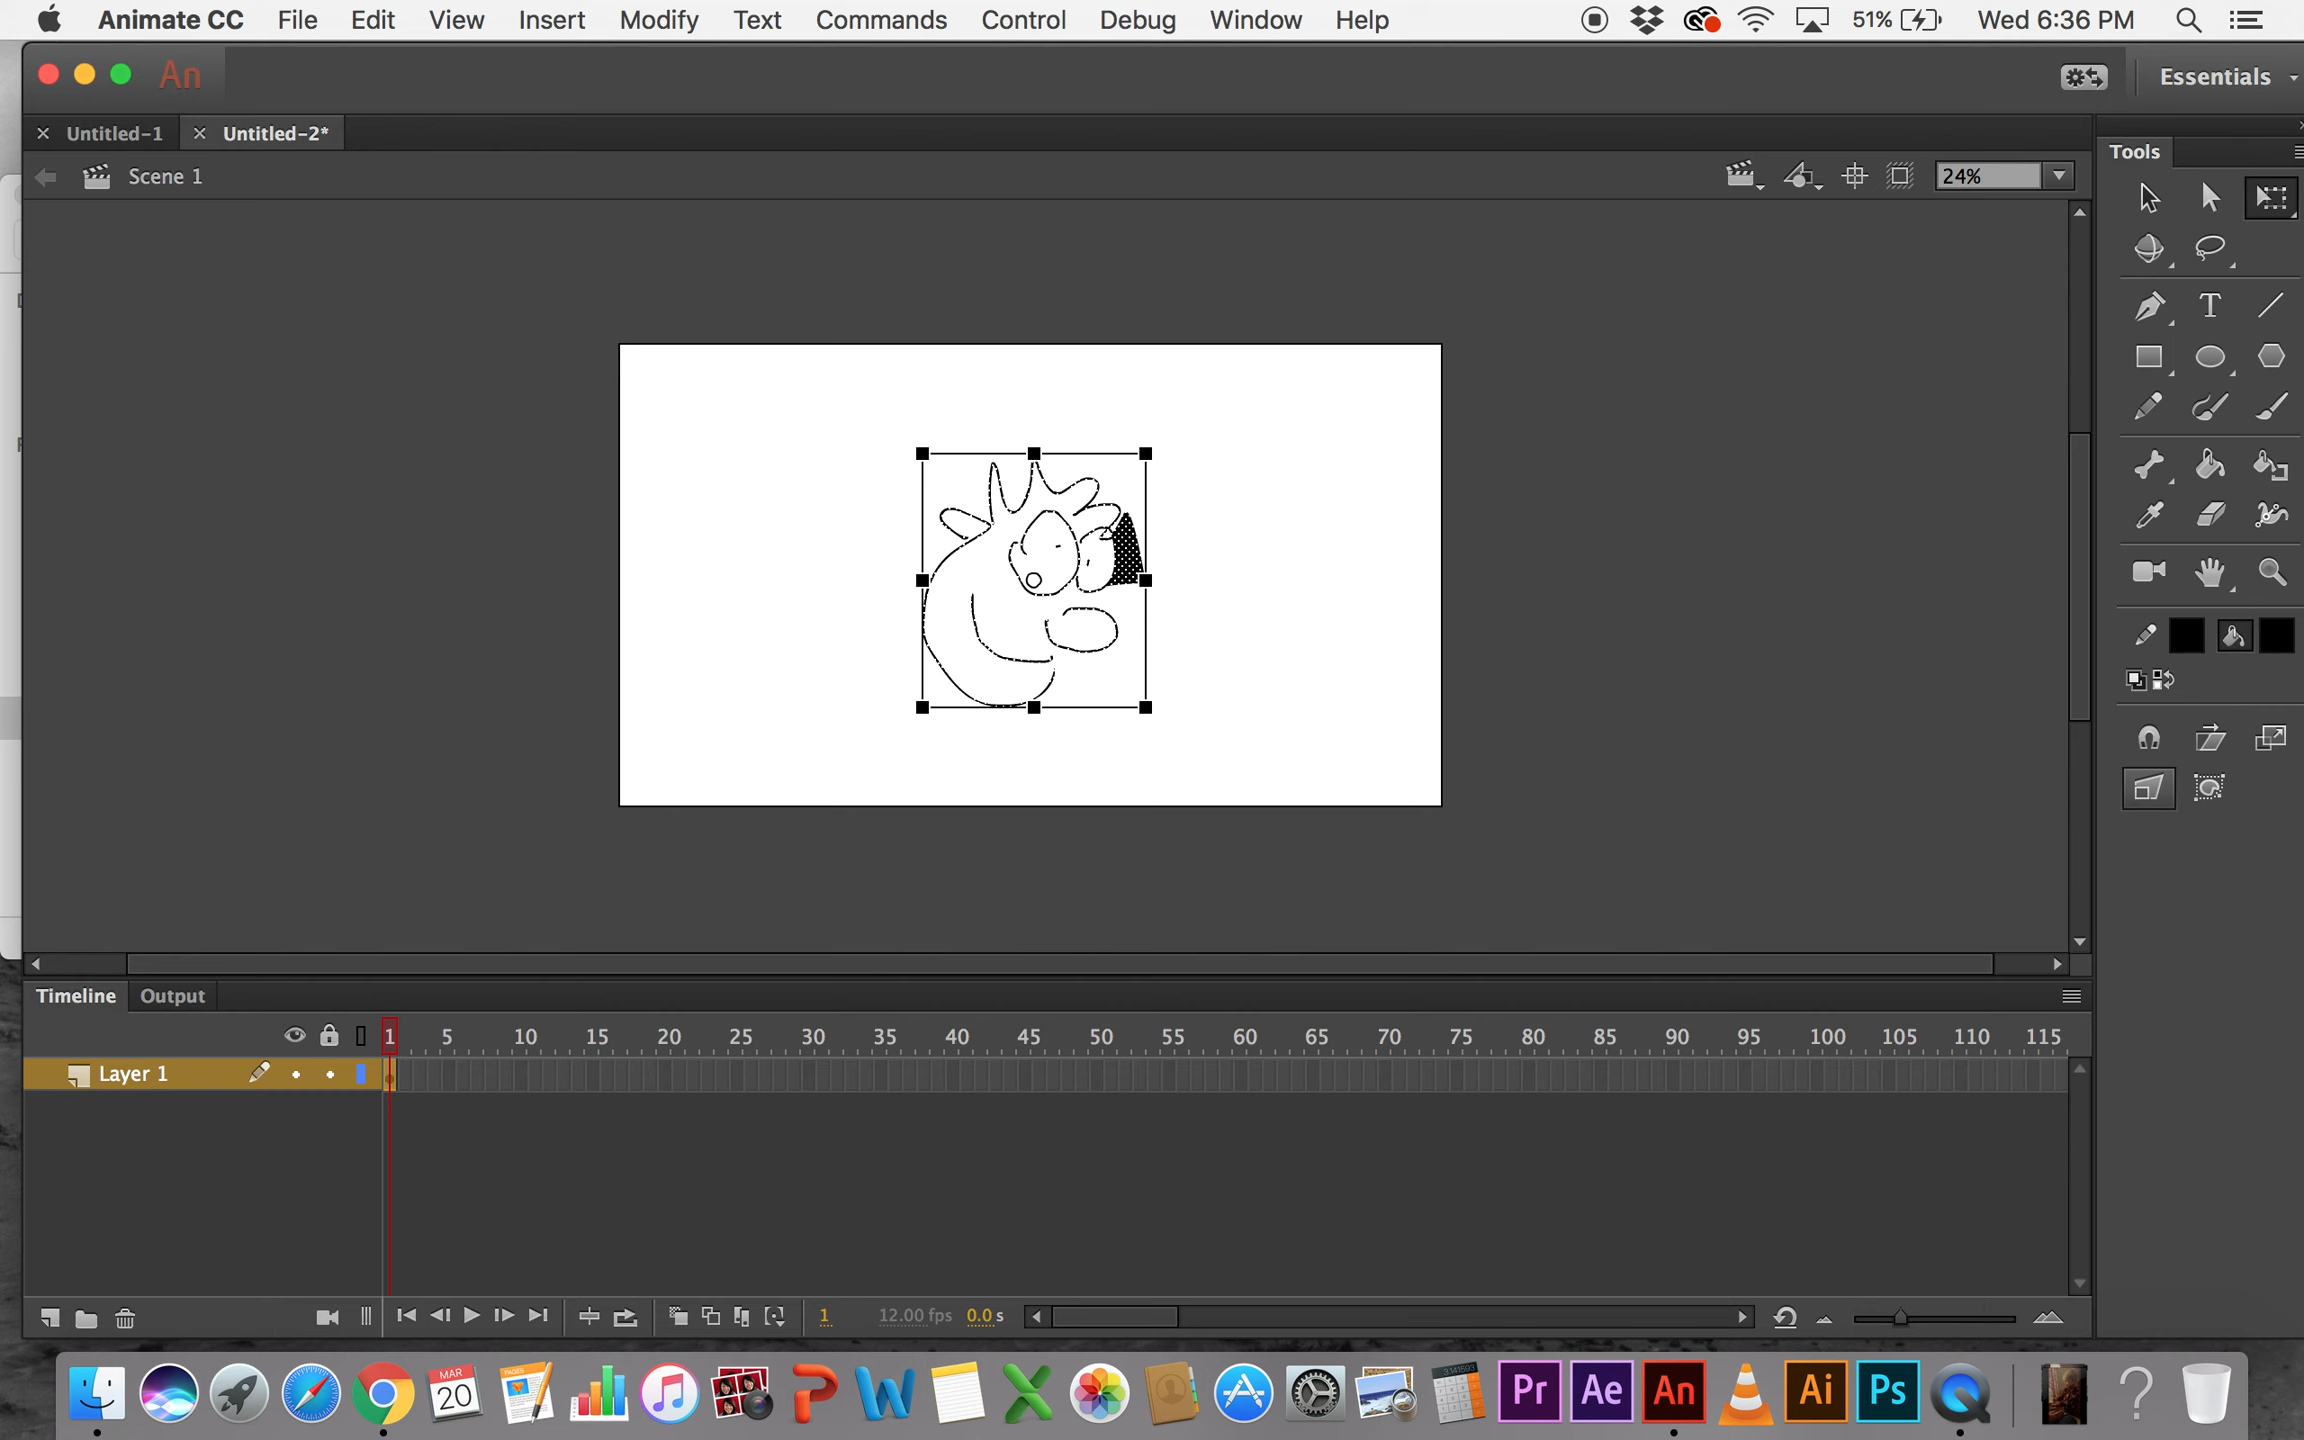 Animate CC File Edit View Insert Modify Text Commands Control Debug Window Help 51% Wed 6:36 PM
An Essentials
Untitled-1 Untitled-2* Tools
Scene 1 24%
T
Timeline Output
1 5 10 15 20 25 30 35 40 45 50 55 60 65 70 75 80 85 90 95 100 105 110 115
Layer 1
1 12.00 fps 0.0 s
MAR
20
PAGES
3.141593
Pr Ae An Ai Ps